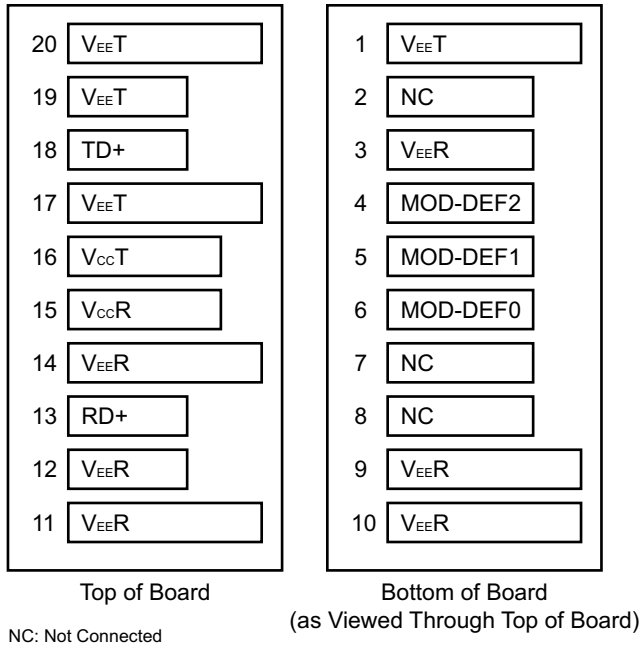 20 VEET
19 VEET
18 TD+
17 VEET
16 VCCT
15 VCCR
14 VEER
13 RD+
12 VEER
11 VEER
Top of Board
1 VEET
2 NC
3 VEER
4 MOD-DEF2
5 MOD-DEF1
6 MOD-DEF0
7 NC
8 NC
9 VEER
10 VEER
Bottom of Board
(as Viewed Through Top of Board)
NC: Not Connected